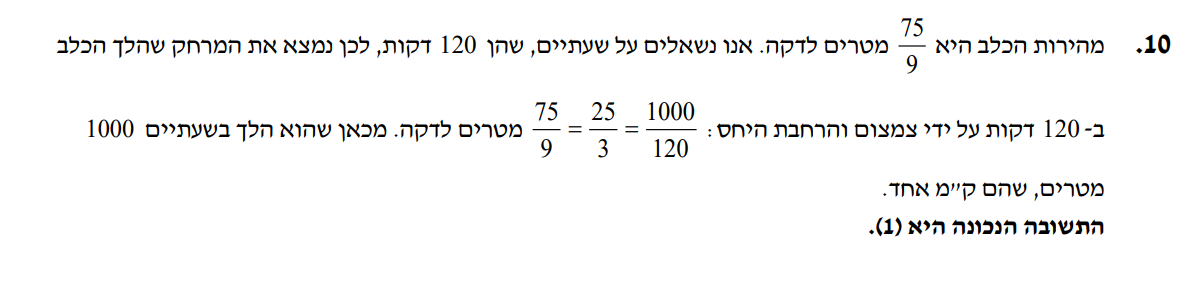 10. מהירות הכלב היא 75/9 מטרים לדקה. אנו נשאלים על שעתיים, שהן 120 דקות, לכן נמצא את המרחק שהלך הכלב
ב- 120 דקות על ידי צמצום והרחבת היחס: 75/9 = 25/3 = 1000/120 מטרים לדקה. מכאן שהוא הלך בשעתיים 1000
מטרים, שהם ק״מ אחד.
התשובה הנכונה היא (1).